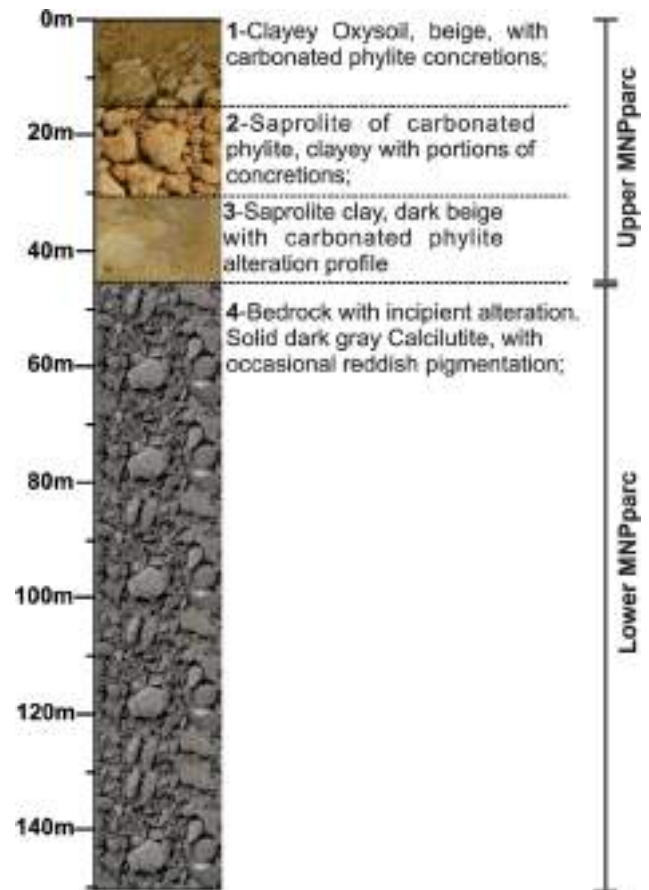 0m
1-Clayey Oxysoil, beige, with
carbonated phylite concretions;
20m
2-Saprolite of carbonated
phylite, clayey with portions of
concretions;
3-Saprolite clay, dark beige
with carbonated phylite
alteration profile
40m
Upper MNPparc
4-Bedrock with incipient alteration.
Solid dark gray Calcilutite, with
occasional reddish pigmentation;
60m
80m
100m
120m
140m
Lower MNPparc